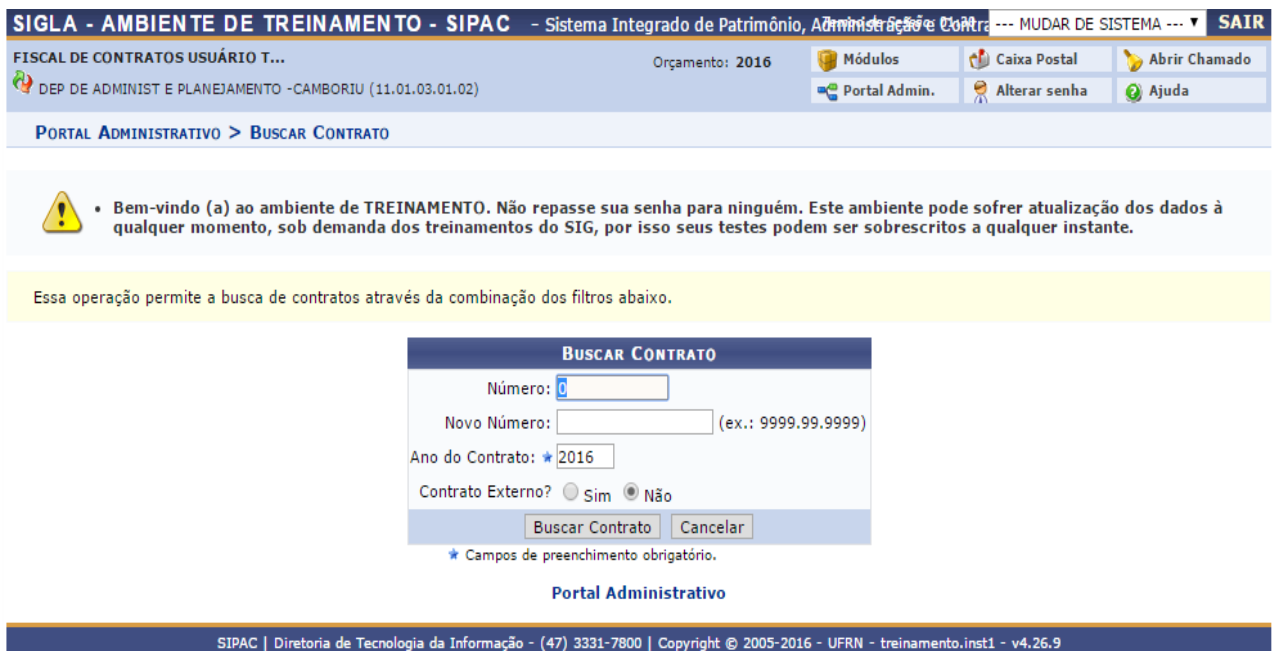 SIGLA - AMBIENTE DE TREINAMENTO - SIPAC - Sistema Integrado de Patrimônio, Administração e Contra --- MUDAR DE SISTEMA --- SAIR
FISCAL DE CONTRATOS USUÁRIO T... Orçamento: 2016 Módulos Caixa Postal Abrir Chamado
DEP DE ADMINIST E PLANEJAMENTO -CAMBORIU (11.01.03.01.02) Portal Admin. Alterar senha Ajuda
PORTAL ADMINISTRATIVO > BUSCAR CONTRATO
• Bem-vindo (a) ao ambiente de TREINAMENTO. Não repasse sua senha para ninguém. Este ambiente pode sofrer atualização dos dados à
qualquer momento, sob demanda dos treinamentos do SIG, por isso seus testes podem ser sobrescritos a qualquer instante.
Essa operação permite a busca de contratos através da combinação dos filtros abaixo.
BUSCAR CONTRATO
Número: 0
Novo Número: (ex.: 9999.99.9999)
Ano do Contrato: 2016
Contrato Externo? Sim Não
Buscar Contrato Cancelar
Campos de preenchimento obrigatório.
Portal Administrativo
SIPAC | Diretoria de Tecnologia da Informação - (47) 3331-7800 | Copyright © 2005-2016 - UFRN - treinamento.inst1 - v4.26.9